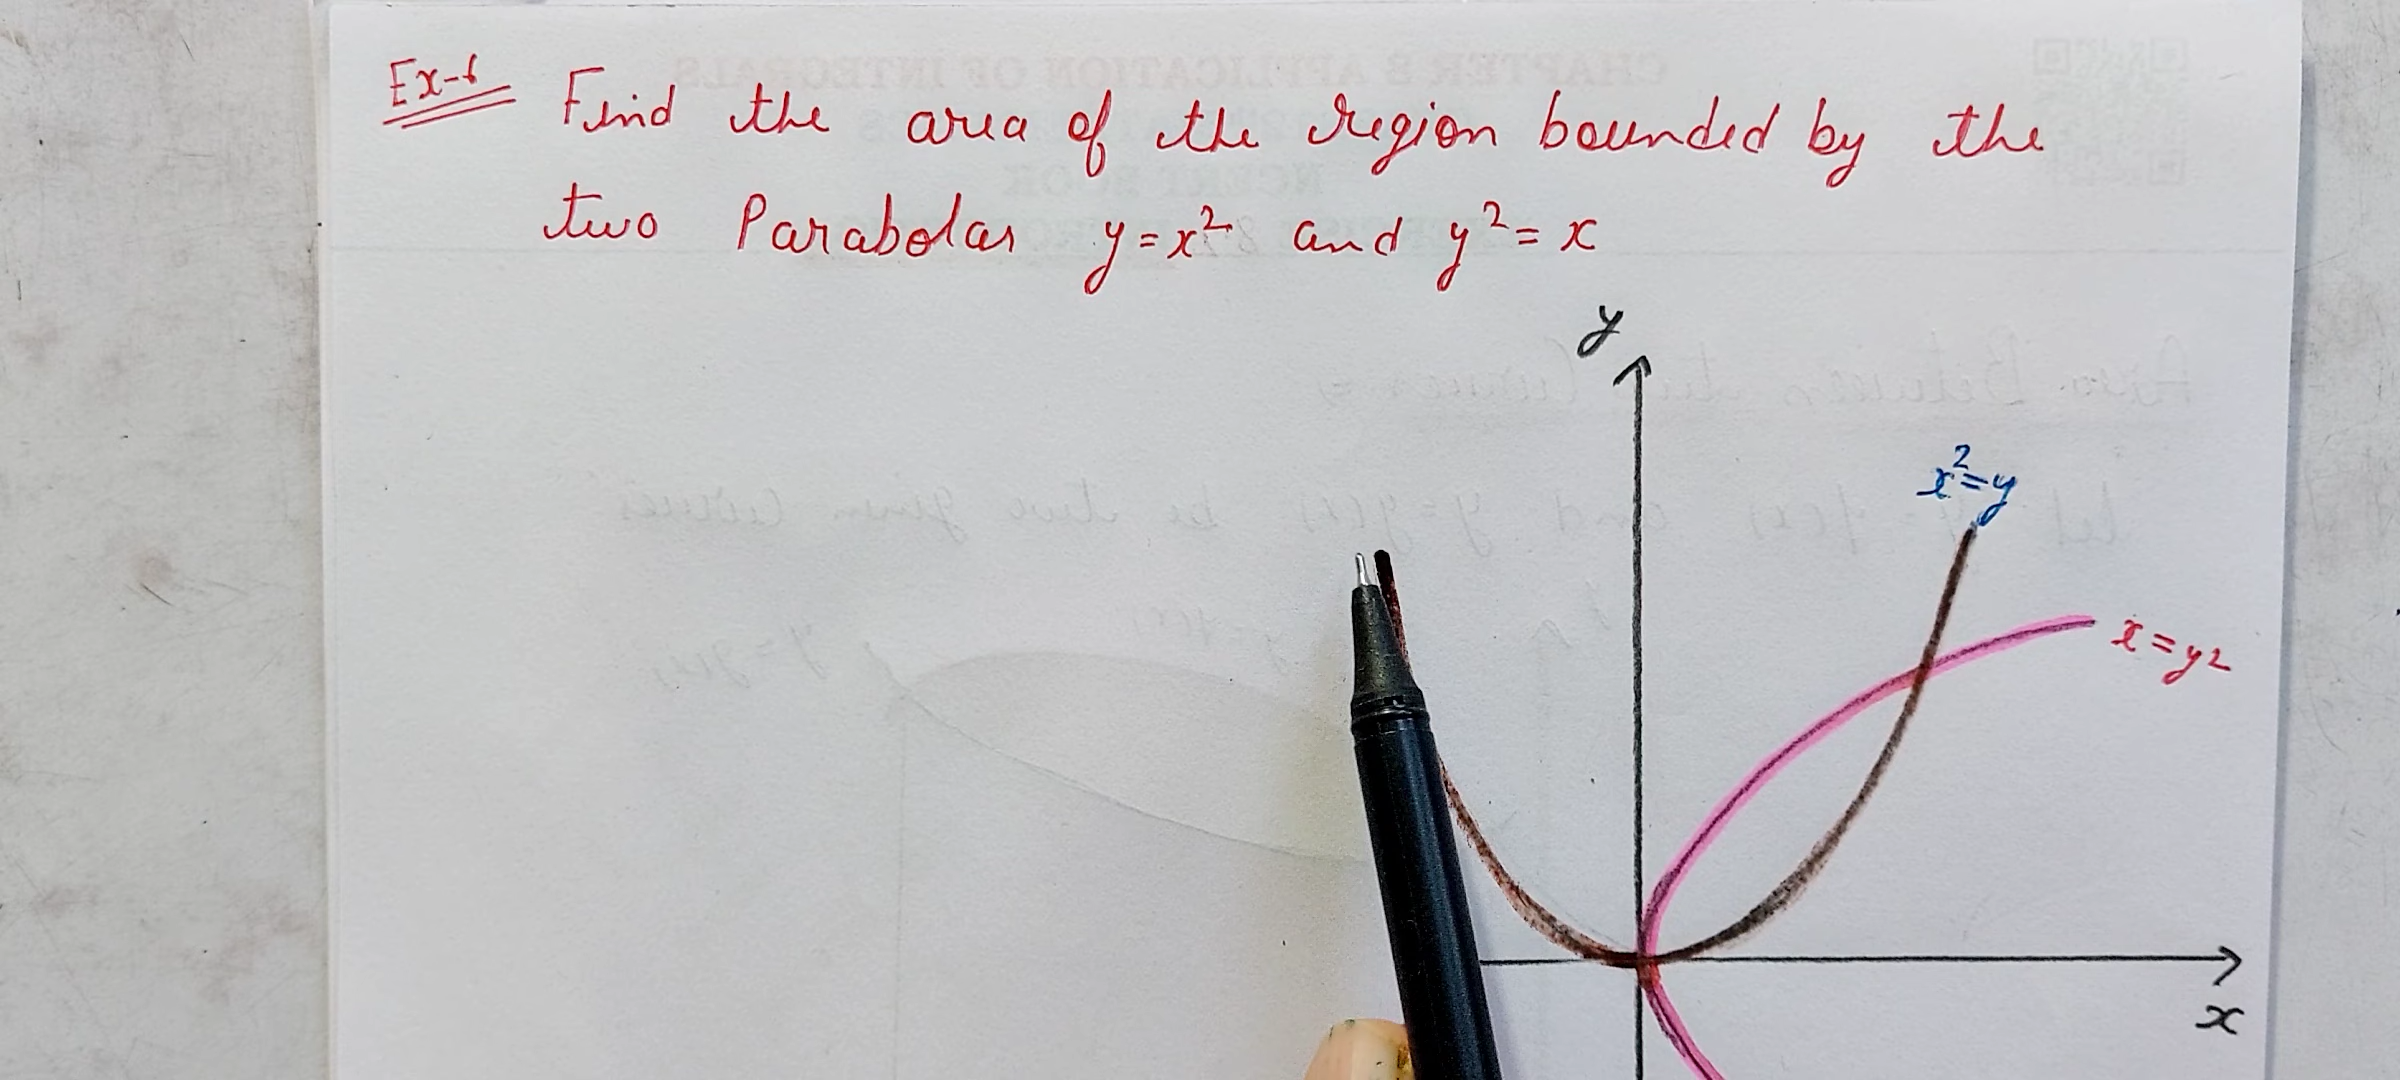 Ex-6 Find the area of the region bounded by the
two Parabolas y=x² and y²=x
y
x²=y
x=y2
x